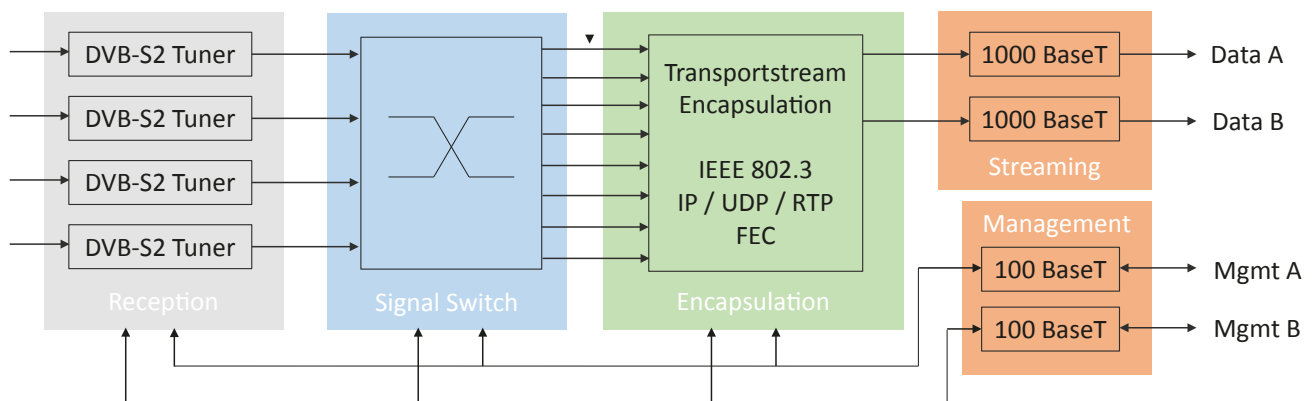 DVB-S2 Tuner
DVB-S2 Tuner
DVB-S2 Tuner
DVB-S2 Tuner
Reception
Signal Switch
Transportstream
Encapsulation
IEEE 802.3
IP / UDP / RTP
FEC
Encapsulation
1000 BaseT
Data A
1000 BaseT
Data B
Streaming
Management
100 BaseT
Mgmt A
100 BaseT
Mgmt B